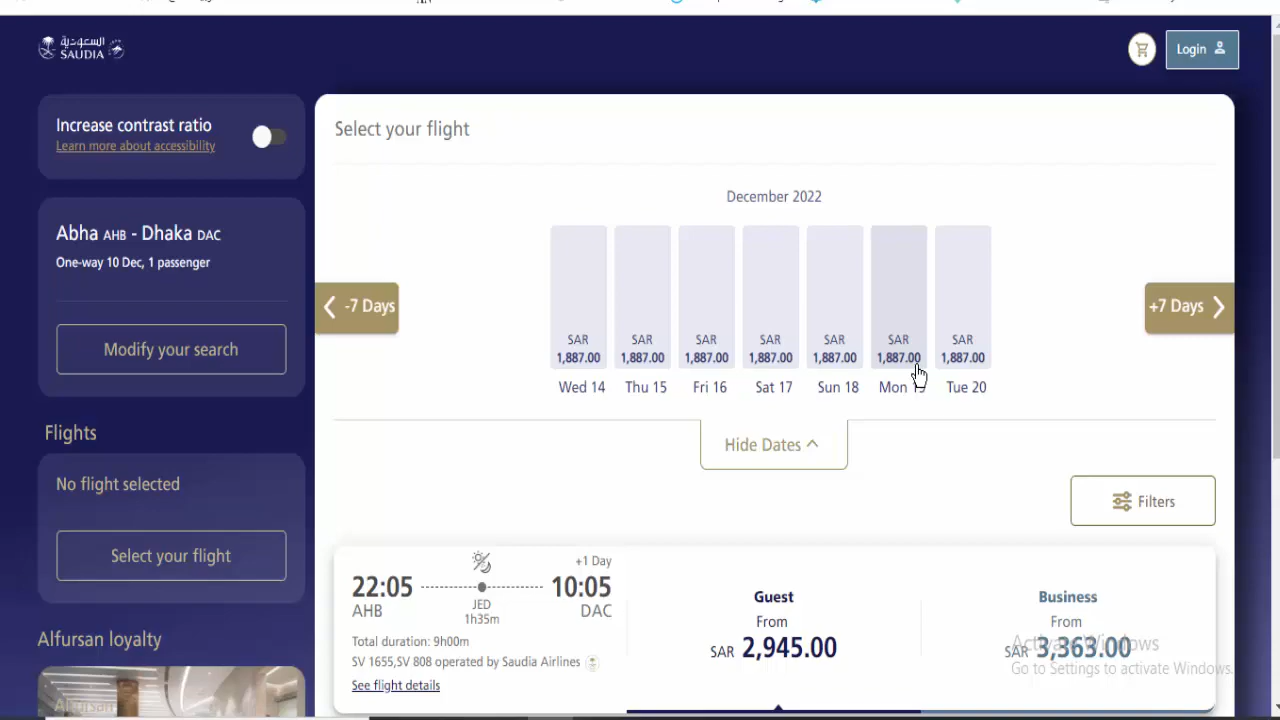 السعودية
SAUDIA
Login
Increase contrast ratio
Learn more about accessibility
Abha AHB - Dhaka DAC
One-way 10 Dec, 1 passenger
Modify your search
Flights
No flight selected
Select your flight
Alfursan loyalty
Alfursan
Select your flight
December 2022
-7 Days
+7 Days
SAR SAR SAR SAR SAR SAR SAR
1,887.00 1,887.00 1,887.00 1,887.00 1,887.00 1,887.00 1,887.00
Wed 14 Thu 15 Fri 16 Sat 17 Sun 18 Mon Tue 20
Hide Dates
Filters
+1 Day
22:05 10:05
AHB JED DAC
1h35m
Total duration: 9h00m
SV 1655,SV 808 operated by Saudia Airlines
See flight details
Guest
From
SAR 2,945.00
Business
From
SAR 3,363.00
Activate Windows
Go to Settings to activate Windows.